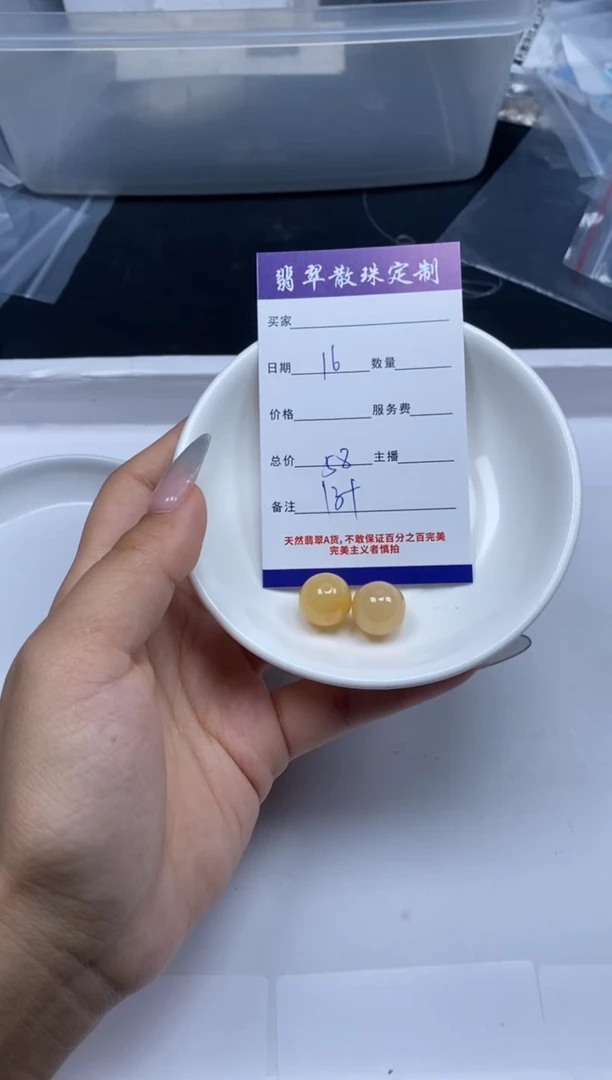 翡翠散珠定制
买家
日期 16 数量
价格 服务费
总价 58 主播
备注 13+
天然翡翠A货,不敢保证百分之百完美
完美主义者慎拍